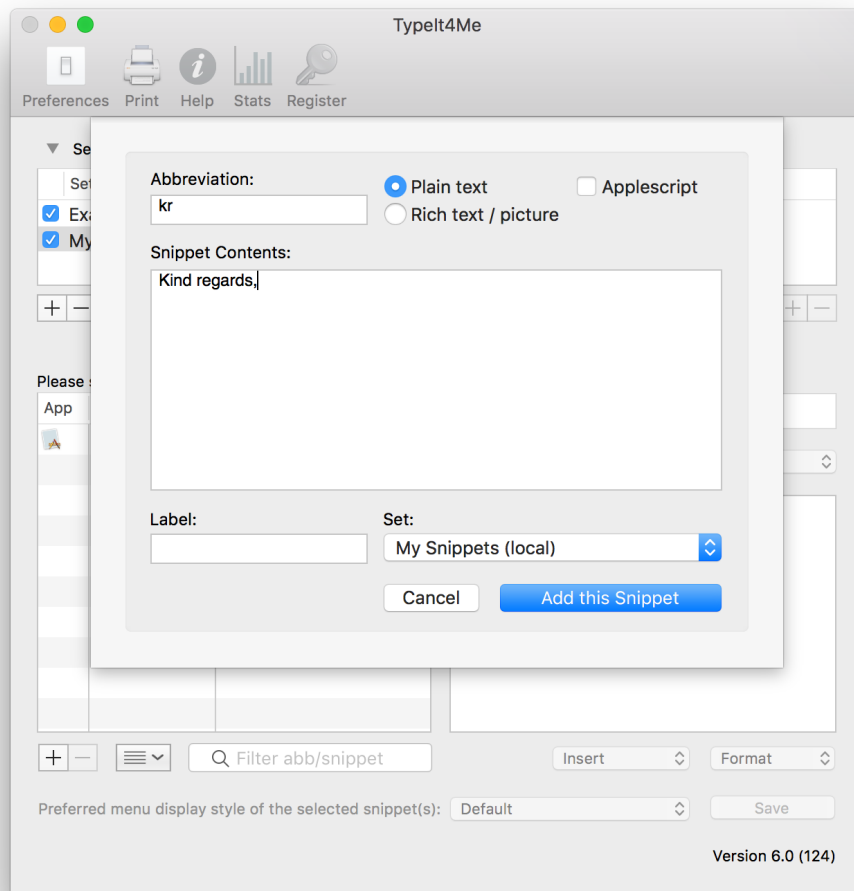 TypeIt4Me
Preferences Print Help Stats Register
Abbreviation:
kr
Plain text
Applescript
Rich text / picture
Snippet Contents:
Kind regards,
Please
App
Label:
Set:
My Snippets (local)
Cancel
Add this Snippet
Filter abb/snippet
Insert
Format
Preferred menu display style of the selected snippet(s): Default
Save
Version 6.0 (124)